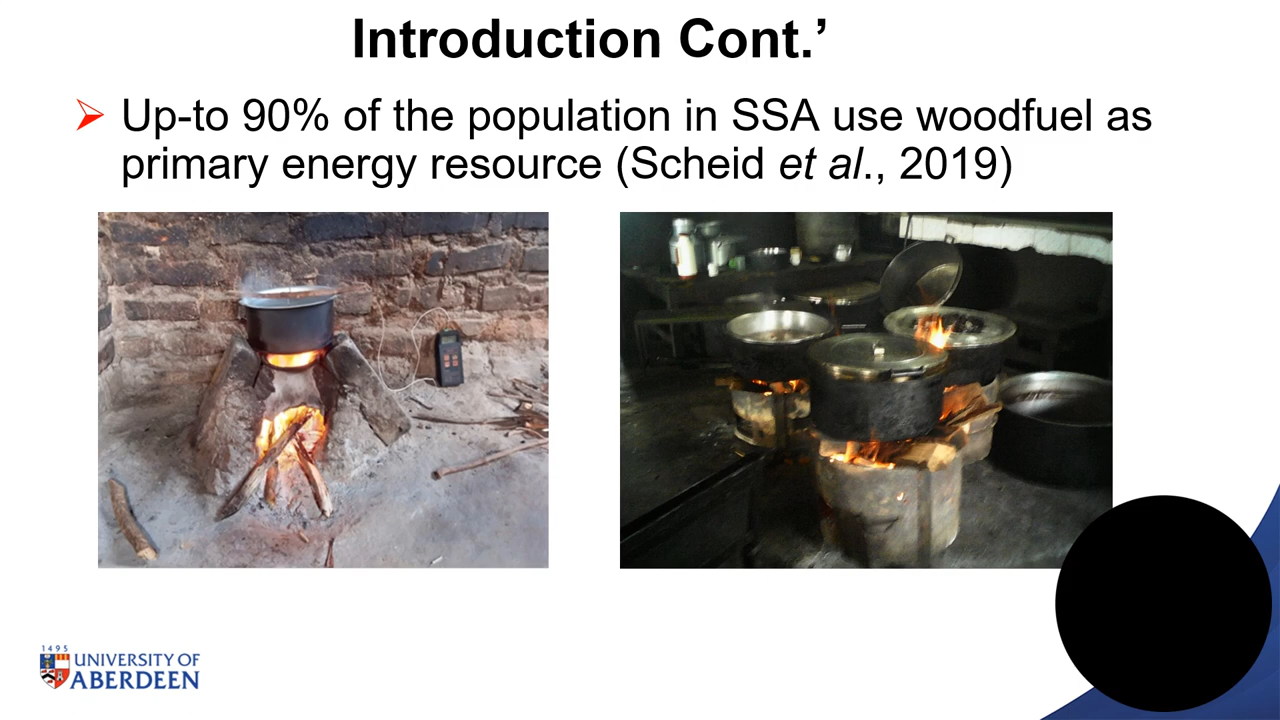 Introduction Cont.’
Up-to 90% of the population in SSA use woodfuel as
primary energy resource (Scheid et al., 2019)
1495
UNIVERSITY OF
ABERDEEN